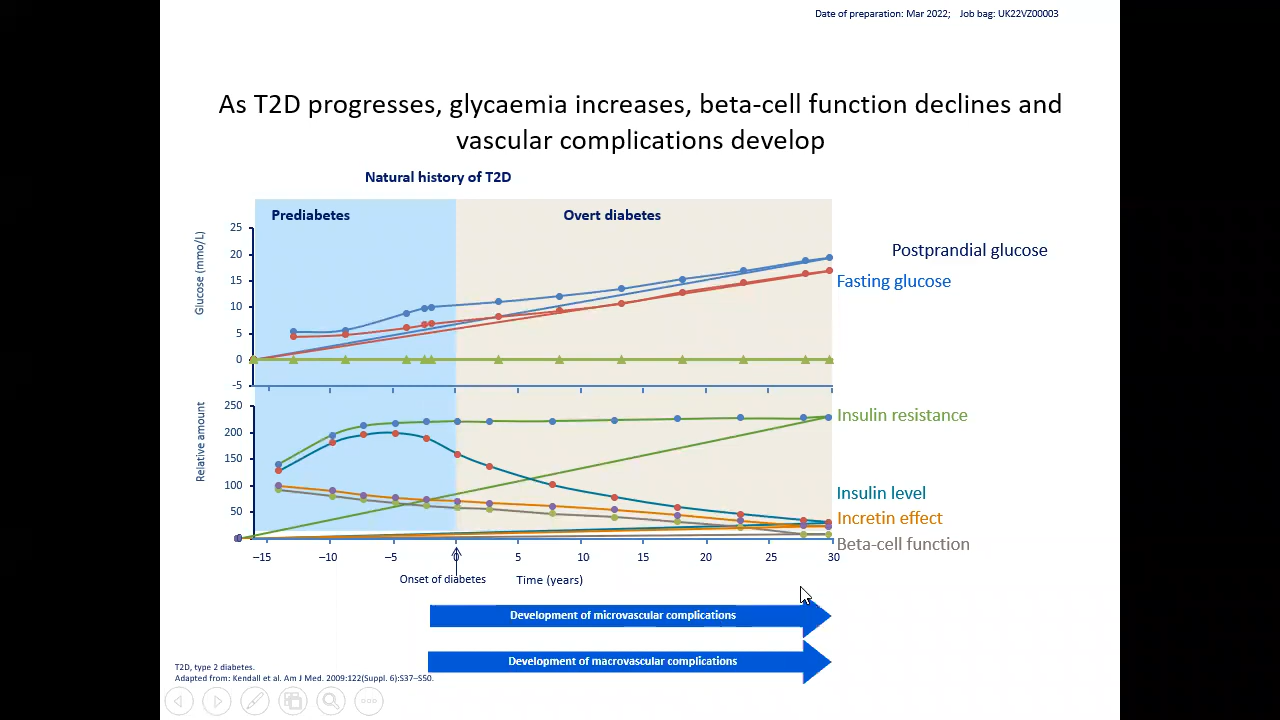 Date of preparation: Mar 2022; Job bag: UK22VZ00003
As T2D progresses, glycaemia increases, beta-cell function declines and
vascular complications develop
Natural history of T2D
Prediabetes
Overt diabetes
Glucose (mmo/L)
25
20
15
10
5
0
-5
Postprandial glucose
Fasting glucose
Relative amount
250
200
150
100
50
0
Insulin resistance
Insulin level
Incretin effect
Beta-cell function
–15 –10 –5 0 5 10 15 20 25 30
Onset of diabetes
Time (years)
Development of microvascular complications
Development of macrovascular complications
T2D, type 2 diabetes.
Adapted from: Kendall et al. Am J Med. 2009:122(Suppl. 6):S37–S50.